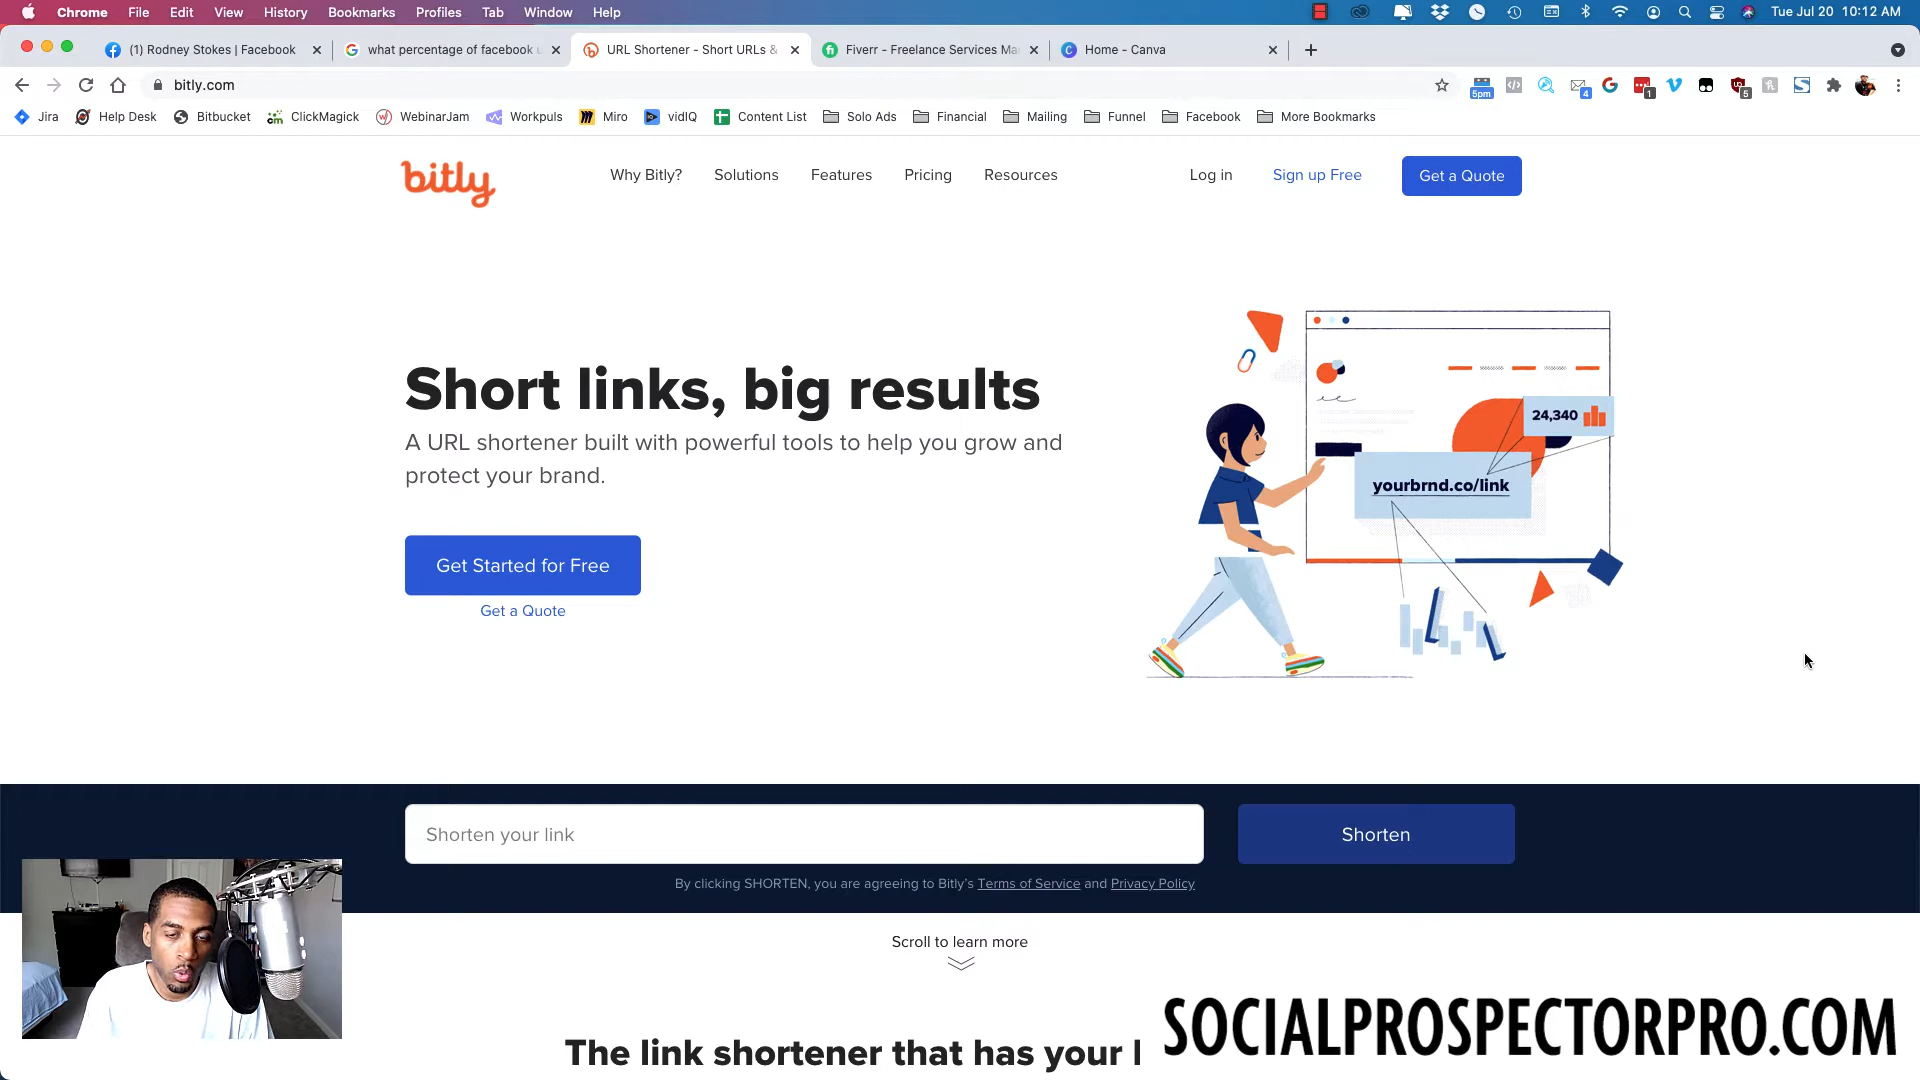 Chrome File Edit View History Bookmarks Profiles Tab Window Help Tue Jul 20 10:12 AM
(1) Rodney Stokes | Facebook what percentage of facebook URL Shortener - Short URLs & Fiverr - Freelance Services Ma Home - Canva
bitly.com 5pm 4 1 5
Jira Help Desk Bitbucket ClickMagick WebinarJam Workpuls Miro vidIQ Content List Solo Ads Financial Mailing Funnel Facebook More Bookmarks
bitly Why Bitly? Solutions Features Pricing Resources Log in Sign up Free Get a Quote
Short links, big results
A URL shortener built with powerful tools to help you grow and
protect your brand.
24,340
yourbrnd.co/link
Get Started for Free
Get a Quote
Shorten your link Shorten
By clicking SHORTEN, you are agreeing to Bitly's Terms of Service and Privacy Policy
Scroll to learn more
The link shortener that has your
SOCIALPROSPECTORPRO.COM